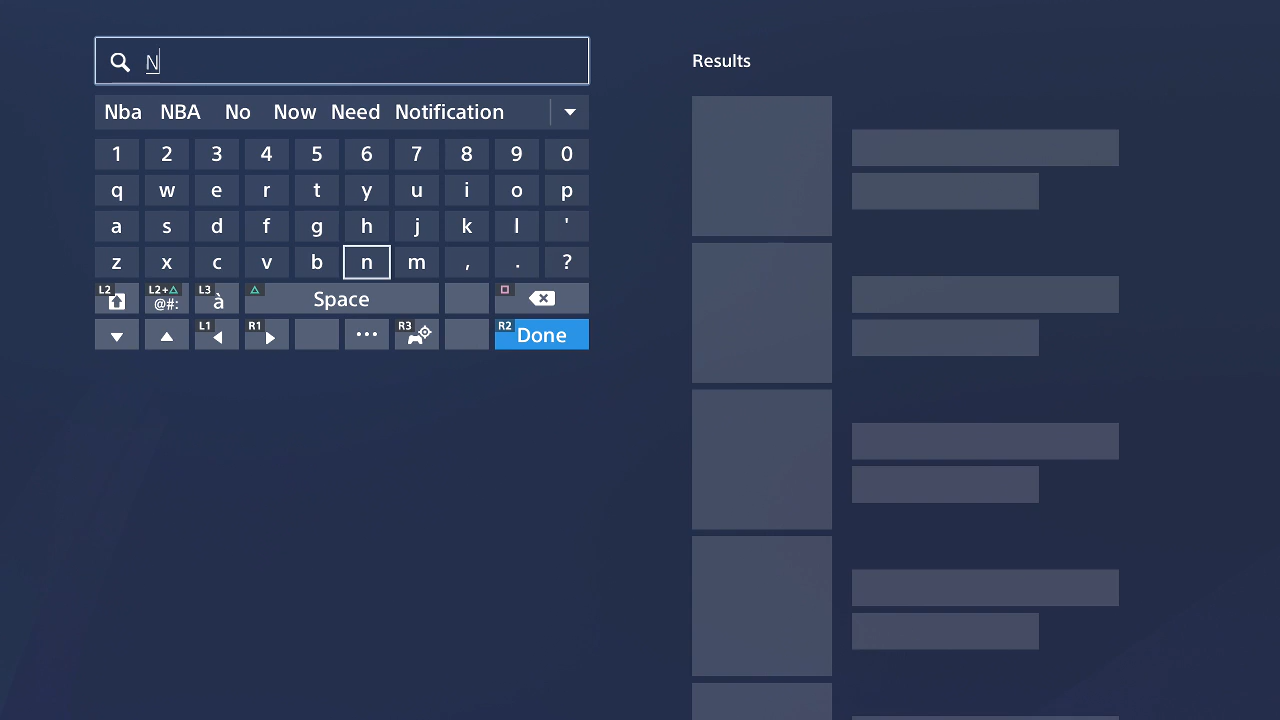 N
Results
Nba NBA No Now Need Notification
1 2 3 4 5 6 7 8 9 0
q w e r t y u i o p
a s d f g h j k l '
z x c v b n m , . ?
L2 L2+△ @#: L3 à △ Space □
L1 R1 ... R3 R2 Done